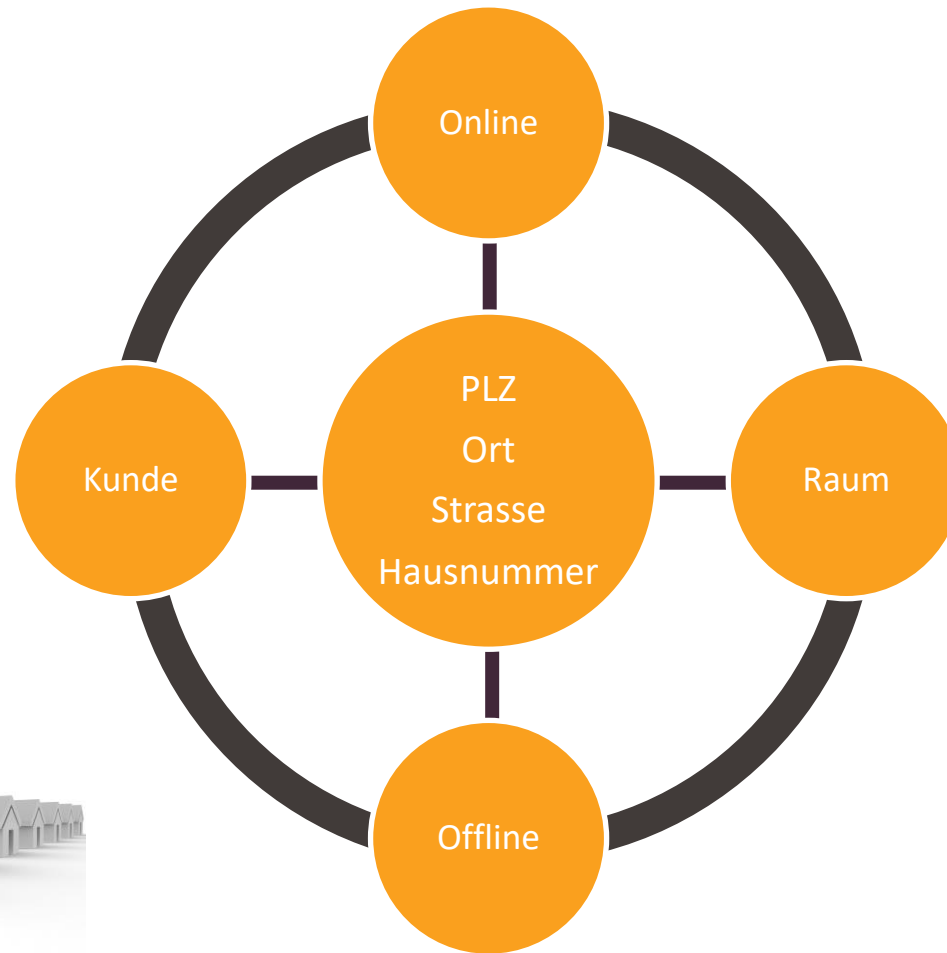 Online
PLZ
Ort
Strasse
Hausnummer
Kunde
Raum
Offline